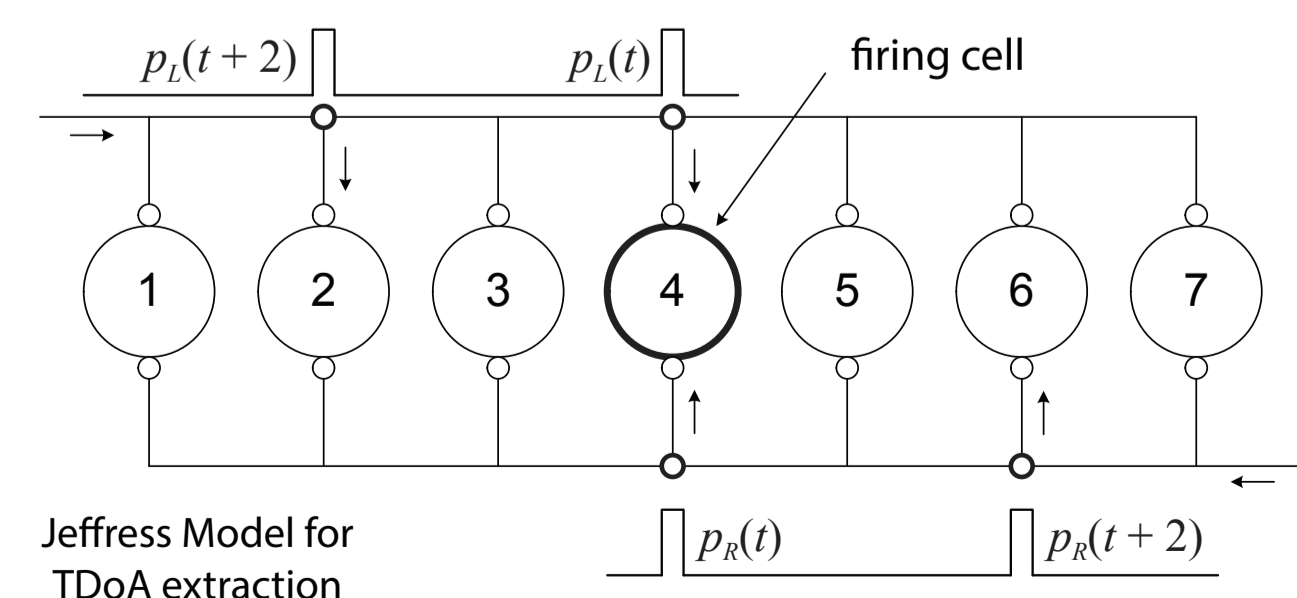 p_L(t + 2)
p_L(t)
firing cell
1 2 3 4 5 6 7
Jeffress Model for
TDoA extraction
p_R(t)
p_R(t + 2)